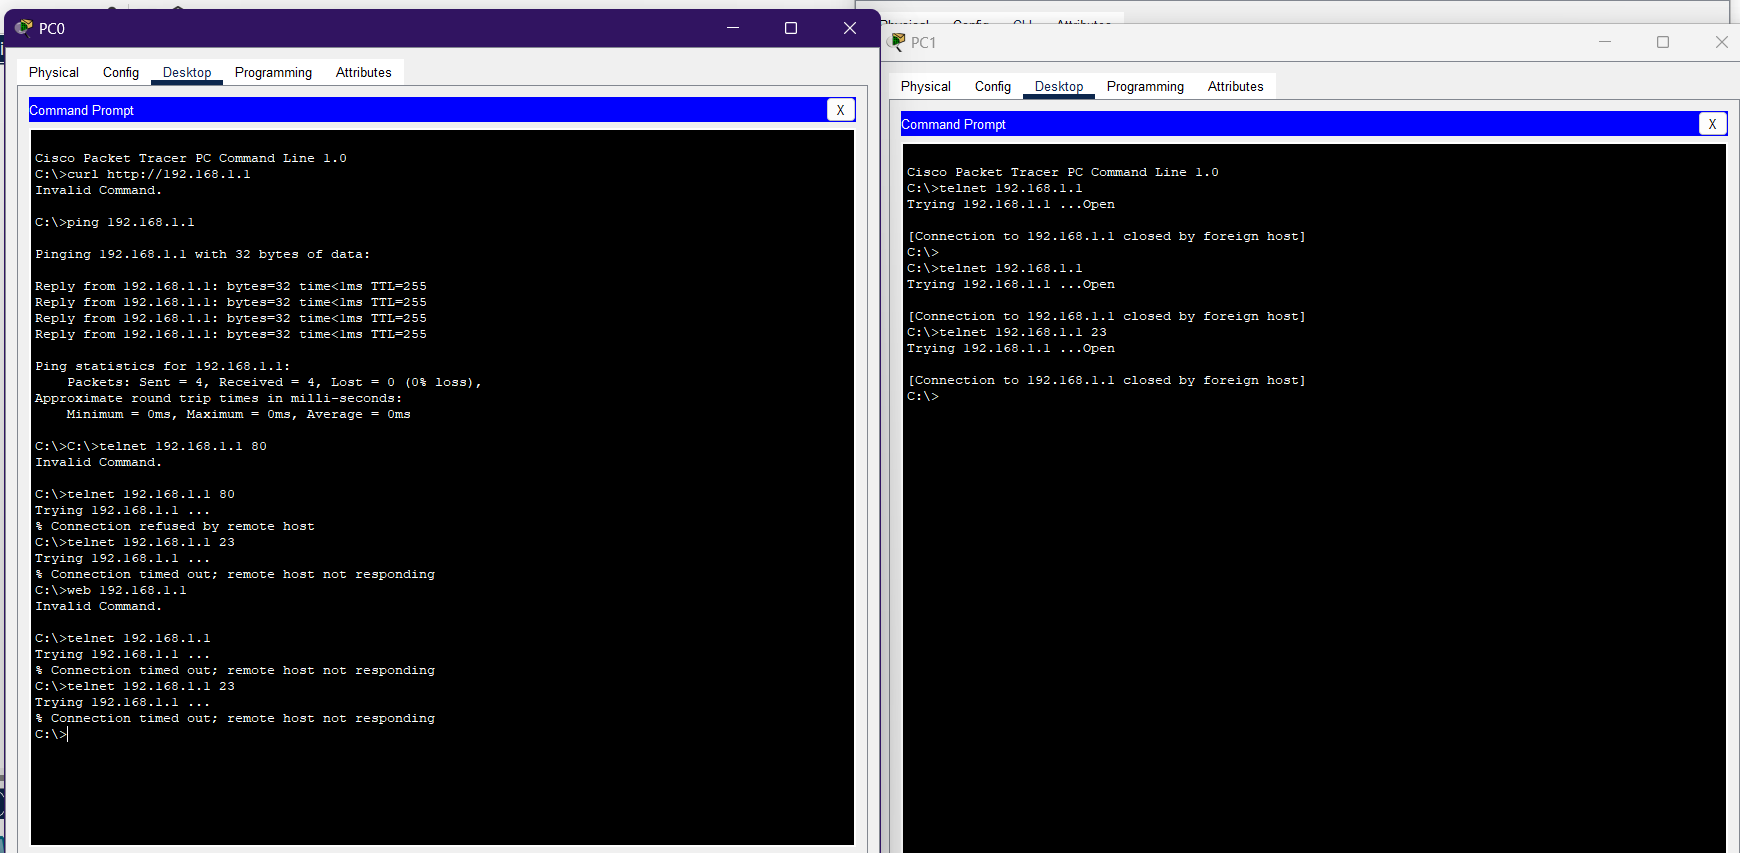 PC0
Physical Config Desktop Programming Attributes
Command Prompt
X
Cisco Packet Tracer PC Command Line 1.0
C:\>curl http://192.168.1.1
Invalid Command.
C:\>ping 192.168.1.1
Pinging 192.168.1.1 with 32 bytes of data:
Reply from 192.168.1.1: bytes=32 time<1ms TTL=255
Reply from 192.168.1.1: bytes=32 time<1ms TTL=255
Reply from 192.168.1.1: bytes=32 time<1ms TTL=255
Reply from 192.168.1.1: bytes=32 time<1ms TTL=255
Ping statistics for 192.168.1.1:
Packets: Sent = 4, Received = 4, Lost = 0 (0% loss),
Approximate round trip times in milli-seconds:
Minimum = 0ms, Maximum = 0ms, Average = 0ms
C:\>C:\>telnet 192.168.1.1 80
Invalid Command.
C:\>telnet 192.168.1.1 80
Trying 192.168.1.1 ...
% Connection refused by remote host
C:\>telnet 192.168.1.1 23
Trying 192.168.1.1 ...
% Connection timed out; remote host not responding
C:\>web 192.168.1.1
Invalid Command.
C:\>telnet 192.168.1.1
Trying 192.168.1.1 ...
% Connection timed out; remote host not responding
C:\>telnet 192.168.1.1 23
Trying 192.168.1.1 ...
% Connection timed out; remote host not responding
C:\>
Physical Config CLI Attributes
PC1
Physical Config Desktop Programming Attributes
Command Prompt
X
Cisco Packet Tracer PC Command Line 1.0
C:\>telnet 192.168.1.1
Trying 192.168.1.1 ...Open
[Connection to 192.168.1.1 closed by foreign host]
C:\>
C:\>telnet 192.168.1.1
Trying 192.168.1.1 ...Open
[Connection to 192.168.1.1 closed by foreign host]
C:\>telnet 192.168.1.1 23
Trying 192.168.1.1 ...Open
[Connection to 192.168.1.1 closed by foreign host]
C:\>